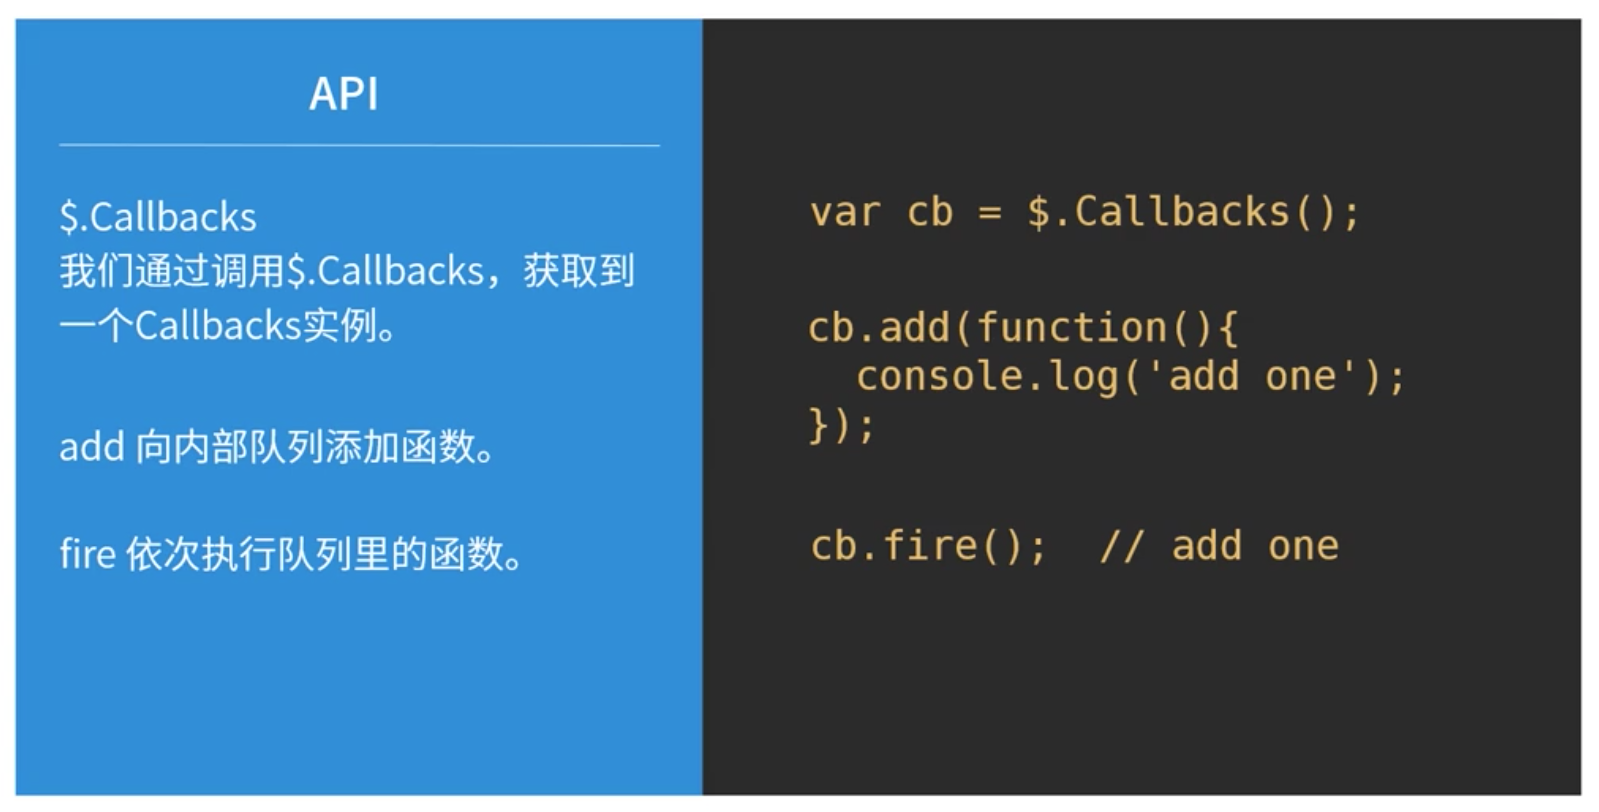 API
$.Callbacks
我们通过调用$.Callbacks，获取到
一个Callbacks实例。
add 向内部队列添加函数。
fire 依次执行队列里的函数。
var cb = $.Callbacks();
cb.add(function(){
  console.log('add one');
});
cb.fire();  // add one